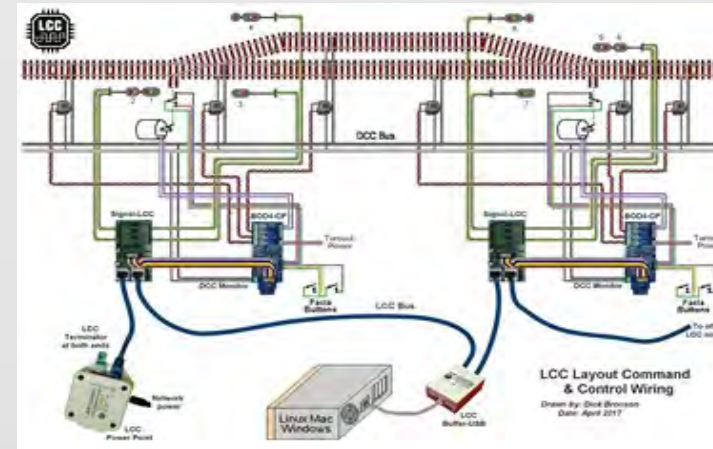 LCC
DCC Bus
Signal-LCC
BOD4-CP
Turnout
Power
DCC Monitor
Fascia
Buttons
Signal-LCC
BOD4-CP
DCC Monitor
Fascia
Buttons
LCC Bus
LCC
Terminator
at both ends
Network
power
LCC
Power Point
Linux Mac
Windows
LCC
Buffer-USB
LCC Layout Command
& Control Wiring
Drawn by: Dick Bronson
Date: April 2017